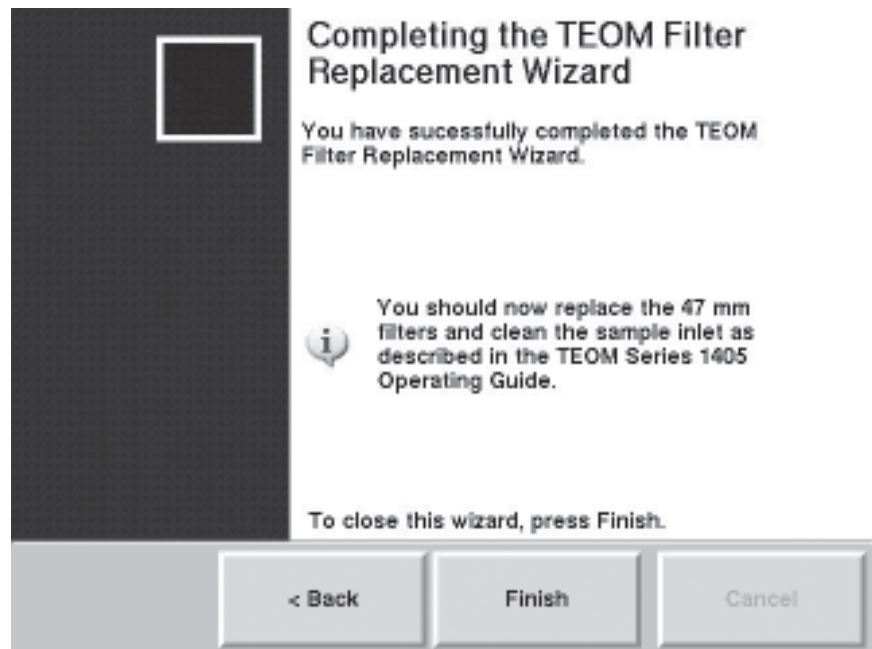 Completing the TEOM Filter
Replacement Wizard
You have sucessfully completed the TEOM
Filter Replacement Wizard.
You should now replace the 47 mm
filters and clean the sample inlet as
described in the TEOM Series 1405
Operating Guide.
To close this wizard, press Finish.
< Back
Finish
Cancel